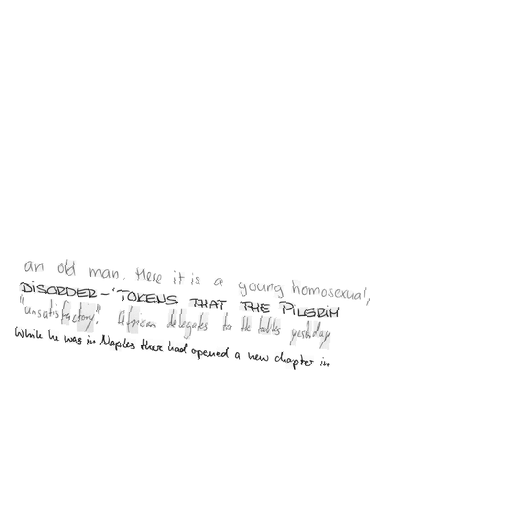 an old man. Here it is a young homosexual,
DISORDER-'TOKENS THAT THE PILGRIM
"unsatisfactory". African delegates to the talks yesterday
While he was in Naples there had opened a new chapter in